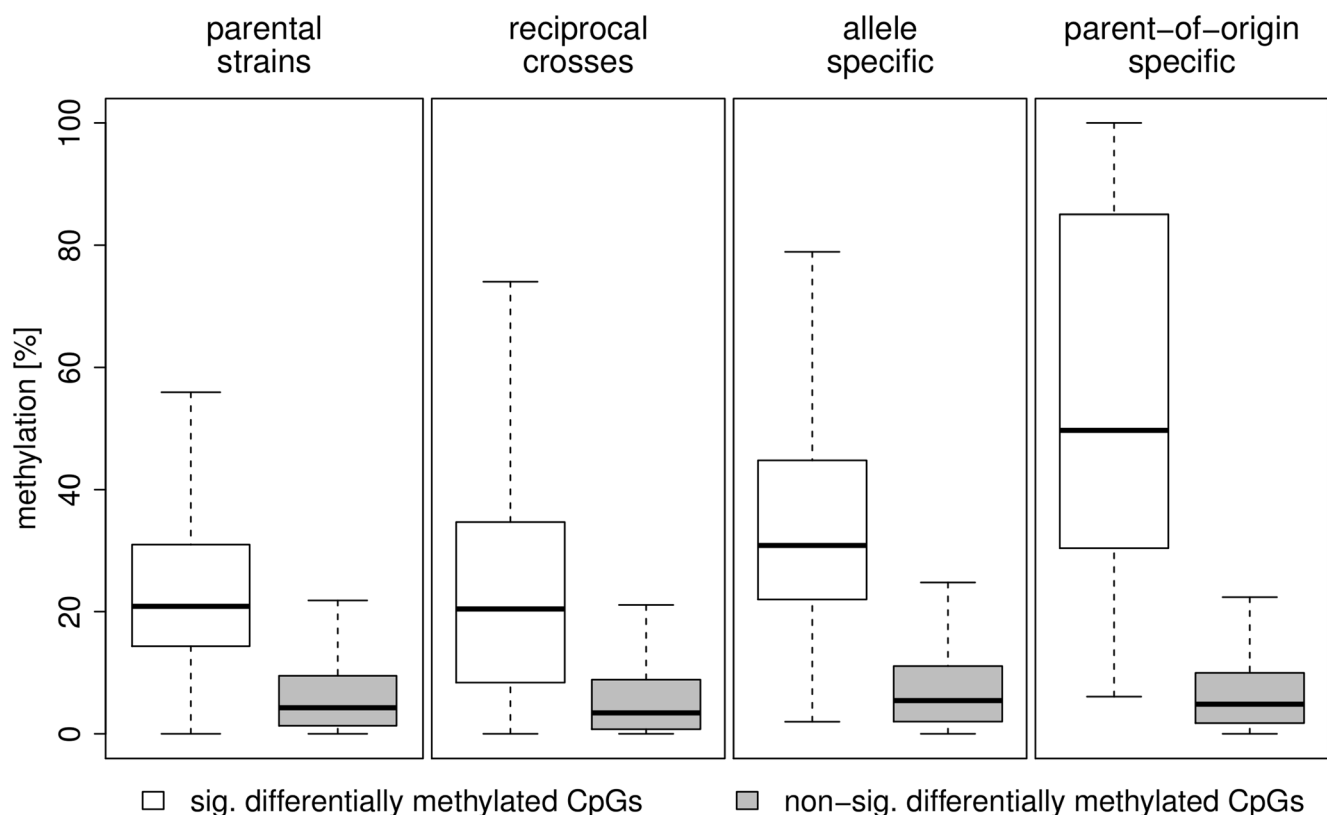 parental
strains
reciprocal
crosses
allele
specific
parent−of−origin
specific
methylation [%]
100
80
60
40
20
0
sig. differentially methylated CpGs
non−sig. differentially methylated CpGs